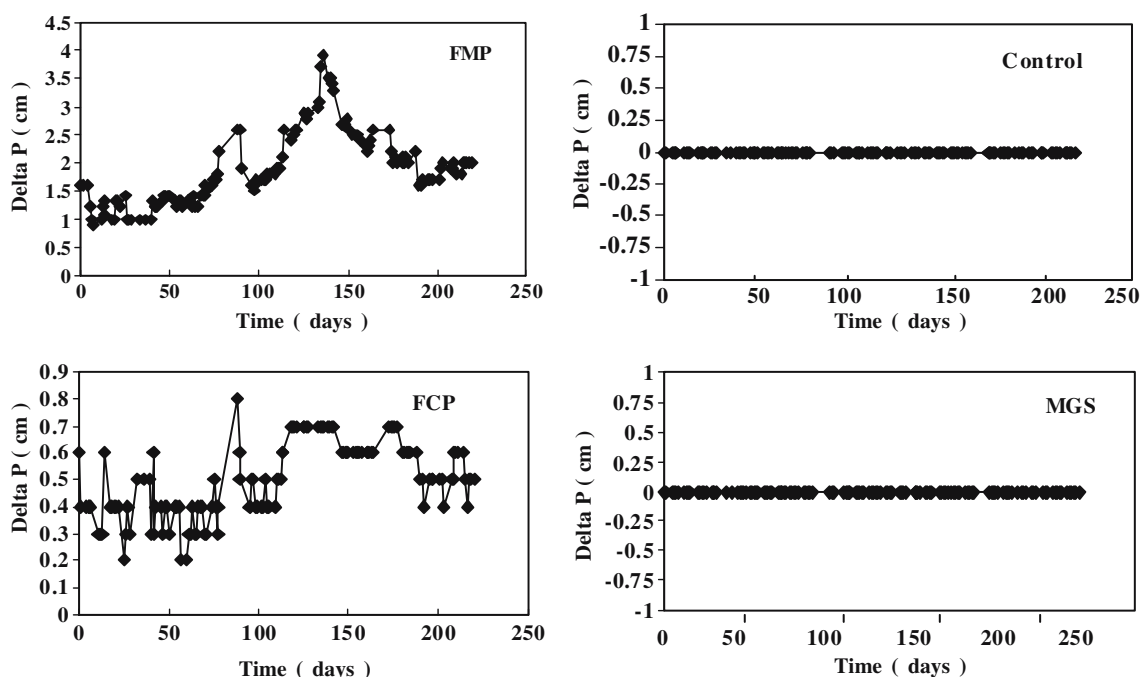 4.5
4
3.5
3
2.5
2
1.5
1
0.5
0
Delta P ( cm )
FMP
0 50 100 150 200 250
Time ( days )
1
0.75
0.5
0.25
0
-0.25
-0.5
-0.75
-1
Delta P ( cm )
Control
0 50 100 150 200 250
Time ( days )
0.9
0.8
0.7
0.6
0.5
0.4
0.3
0.2
0.1
0
Delta P ( cm )
FCP
0 50 100 150 200 250
Time ( days )
1
0.75
0.5
0.25
0
-0.25
-0.5
-0.75
-1
Delta P ( cm )
MGS
0 50 100 150 200 250
Time ( days )